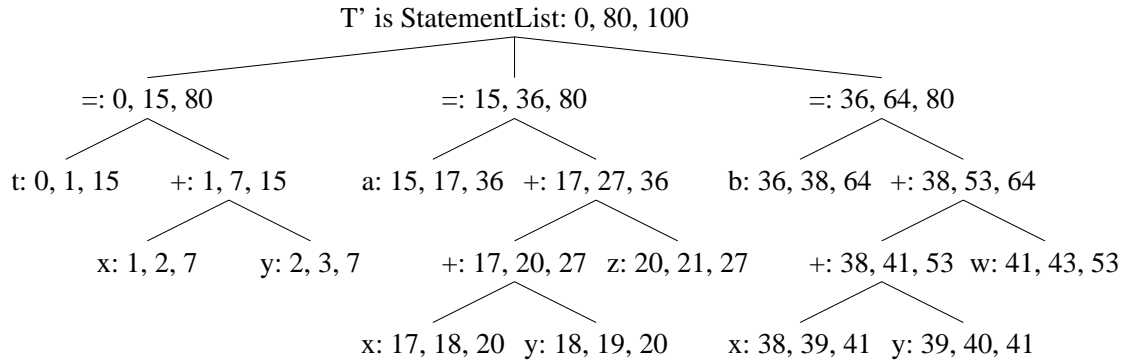 T’ is StatementList: 0, 80, 100
=: 0, 15, 80 =: 15, 36, 80 =: 36, 64, 80
t: 0, 1, 15 +: 1, 7, 15 a: 15, 17, 36 +: 17, 27, 36 b: 36, 38, 64 +: 38, 53, 64
x: 1, 2, 7 y: 2, 3, 7 +: 17, 20, 27 z: 20, 21, 27 +: 38, 41, 53 w: 41, 43, 53
x: 17, 18, 20 y: 18, 19, 20 x: 38, 39, 41 y: 39, 40, 41